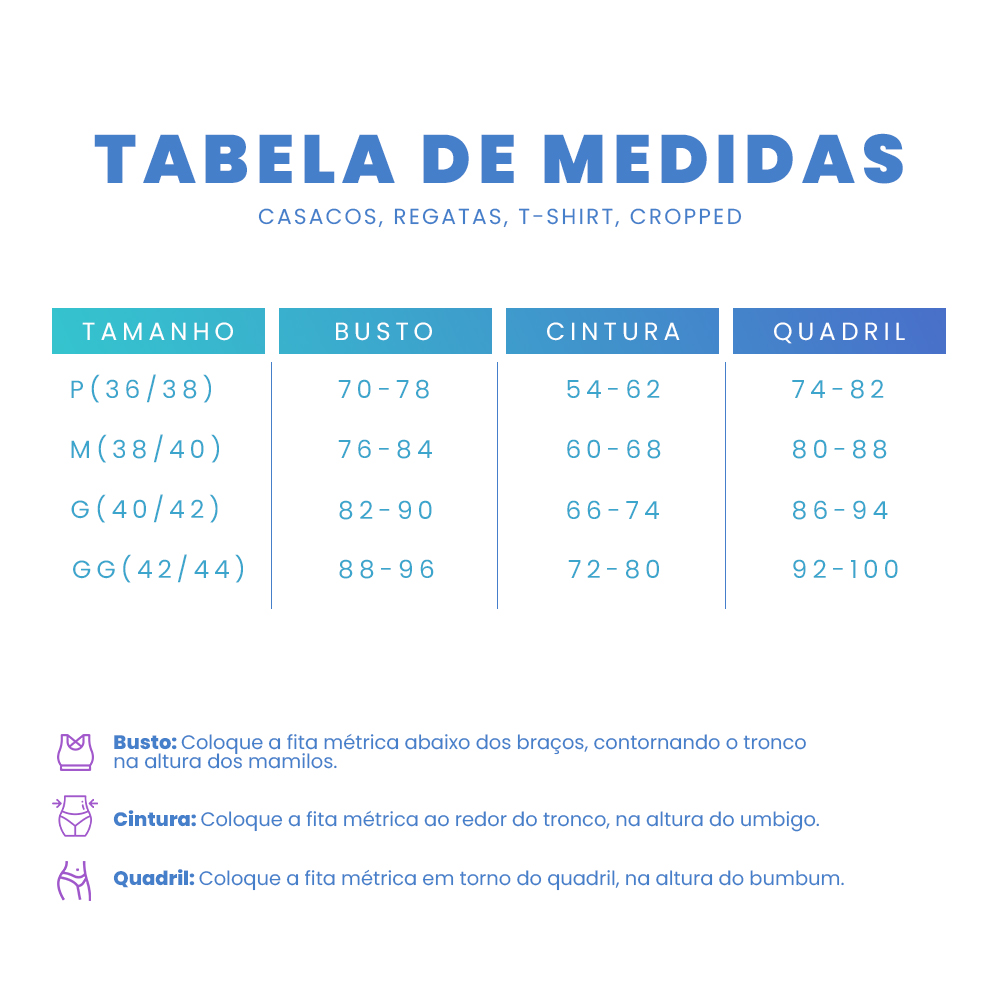 TABELA DE MEDIDAS
CASACOS, REGATAS, T-SHIRT, CROPPED
TAMANHO BUSTO CINTURA QUADRIL
P(36/38) 70-78 54-62 74-82
M(38/40) 76-84 60-68 80-88
G(40/42) 82-90 66-74 86-94
GG(42/44) 88-96 72-80 92-100
Busto: Coloque a fita métrica abaixo dos braços, contornando o tronco
na altura dos mamilos.
Cintura: Coloque a fita métrica ao redor do tronco, na altura do umbigo.
Quadril: Coloque a fita métrica em torno do quadril, na altura do bumbum.